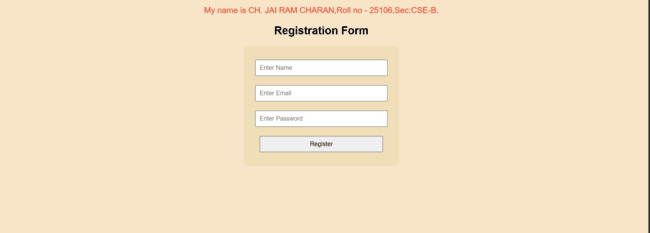 My name is CH. JAI RAM CHARAN,Roll no - 25106,Sec:CSE-B.
Registration Form
Enter Name
Enter Email
Enter Password
Register